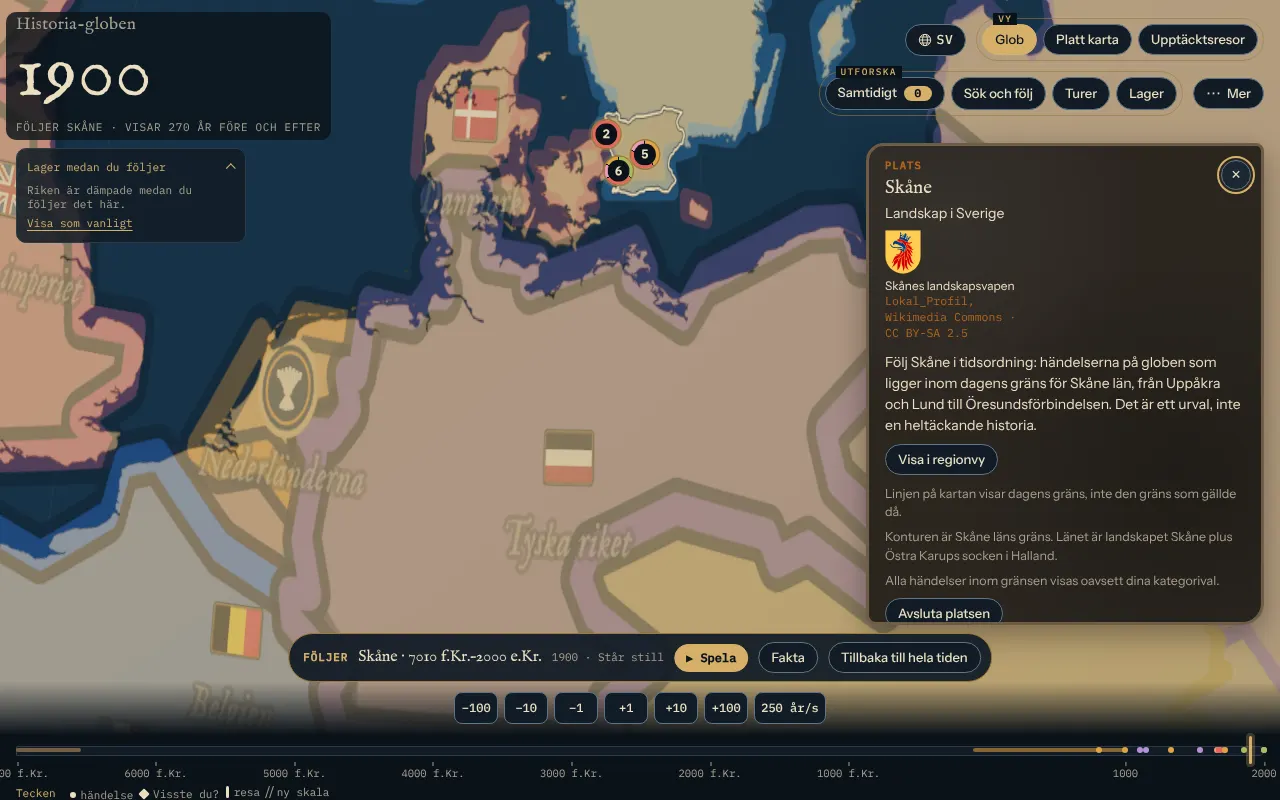 Historia-globen
1900
FÖLJER SKÅNE · VISAR 270 ÅR FÖRE OCH EFTER
Lager medan du följer
Riken är dämpade medan du
följer det här.
Visa som vanligt
SV
VY
Glob
Platt karta
Upptäcktsresor
UTFORSKA
Samtidigt 0
Sök och följ
Turer
Lager
··· Mer
PLATS
Skåne
×
Landskap i Sverige
Skånes landskapsvapen
Lokal_Profil,
Wikimedia Commons ·
CC BY-SA 2.5
Följ Skåne i tidsordning: händelserna på globen som
ligger inom dagens gräns för Skåne län, från Uppåkra
och Lund till Öresundsförbindelsen. Det är ett urval, inte
en heltäckande historia.
Visa i regionvy
Linjen på kartan visar dagens gräns, inte den gräns som gällde
då.
Konturen är Skåne läns gräns. Länet är landskapet Skåne plus
Östra Karups socken i Halland.
Alla händelser inom gränsen visas oavsett dina kategorival.
Avsluta platsen
2
5
6
Danmark
imperiet
Nederländerna
Tyska riket
Belgien
FÖLJER Skåne · 7010 f.Kr.–2000 e.Kr. 1900 · Står still
▶ Spela
Fakta
Tillbaka till hela tiden
−100
−10
−1
+1
+10
+100
250 år/s
00 f.Kr.
6000 f.Kr.
5000 f.Kr.
4000 f.Kr.
3000 f.Kr.
2000 f.Kr.
1000 f.Kr.
1000
2000
Tecken
händelse
Visste du?
resa
// ny skala